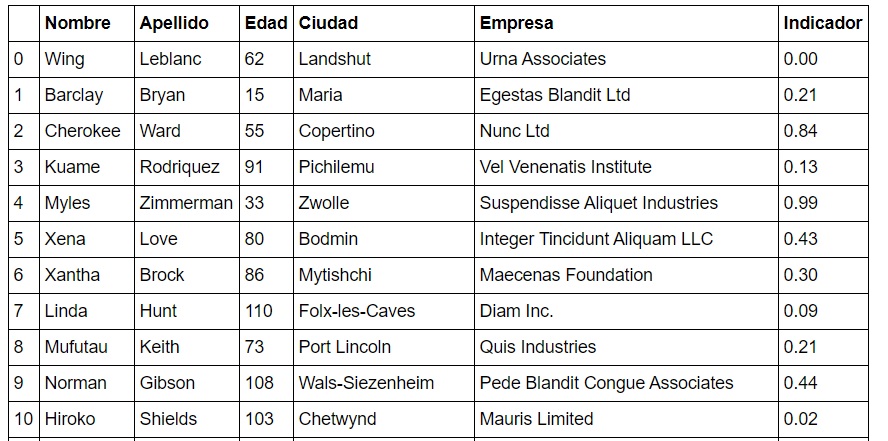 Nombre Apellido Edad Ciudad Empresa Indicador
0 Wing Leblanc 62 Landshut Urna Associates 0.00
1 Barclay Bryan 15 Maria Egestas Blandit Ltd 0.21
2 Cherokee Ward 55 Copertino Nunc Ltd 0.84
3 Kuame Rodriquez 91 Pichilemu Vel Venenatis Institute 0.13
4 Myles Zimmerman 33 Zwolle Suspendisse Aliquet Industries 0.99
5 Xena Love 80 Bodmin Integer Tincidunt Aliquam LLC 0.43
6 Xantha Brock 86 Mytishchi Maecenas Foundation 0.30
7 Linda Hunt 110 Folx-les-Caves Diam Inc. 0.09
8 Mufutau Keith 73 Port Lincoln Quis Industries 0.21
9 Norman Gibson 108 Wals-Siezenheim Pede Blandit Congue Associates 0.44
10 Hiroko Shields 103 Chetwynd Mauris Limited 0.02